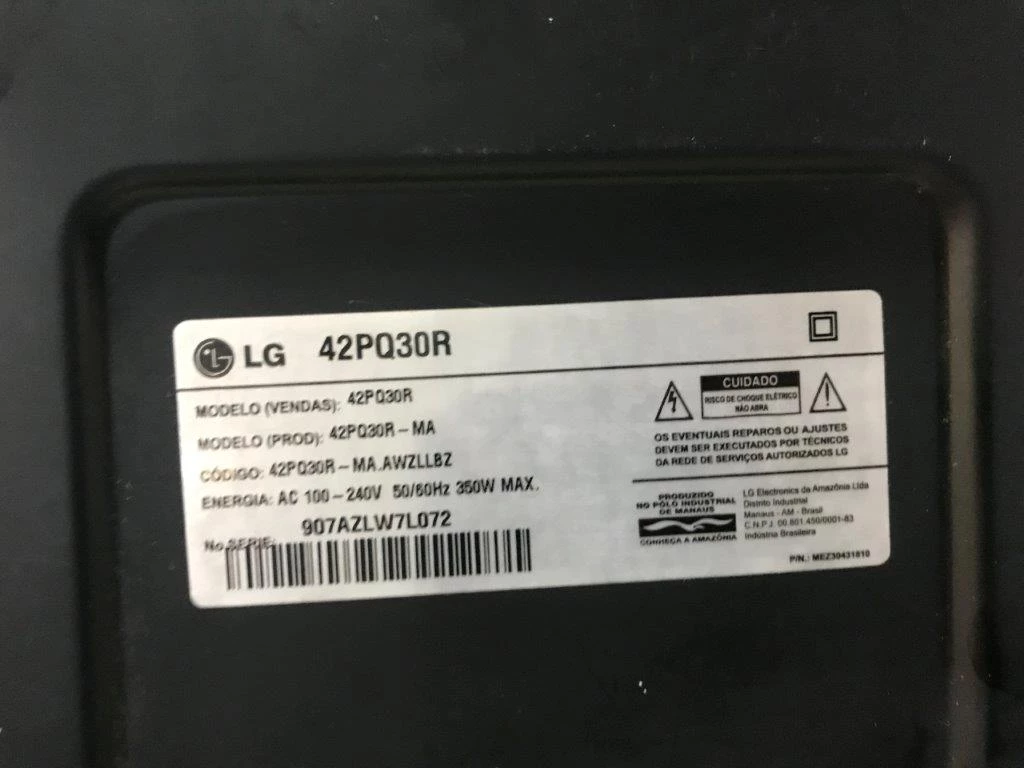 LG 42PQ30R
MODELO (VENDAS): 42PQ30R
MODELO (PROD): 42PQ30R-MA
CÓDIGO: 42PQ30R-MA.AWZLLBZ
ENERGIA: AC 100-240V 50/60Hz 350W MAX.
No.SERIE:
907AZLW7L072
CUIDADO
RISCO DE CHOQUE ELÉTRICO
NÃO ABRA
OS EVENTUAIS REPAROS OU AJUSTES
DEVEM SER EXECUTADOS POR TÉCNICOS
DA REDE DE SERVIÇOS AUTORIZADOS LG
PRODUZIDO
NO PÓLO INDUSTRIAL
DE MANAUS
CONHEÇA A AMAZÔNIA
LG Electronics da Amazônia Ltda
Distrito Industrial
Manaus - AM - Brasil
C.N.P.J. 00.801.450/0001-83
Indústria Brasileira
P/N.: MEZ30431810